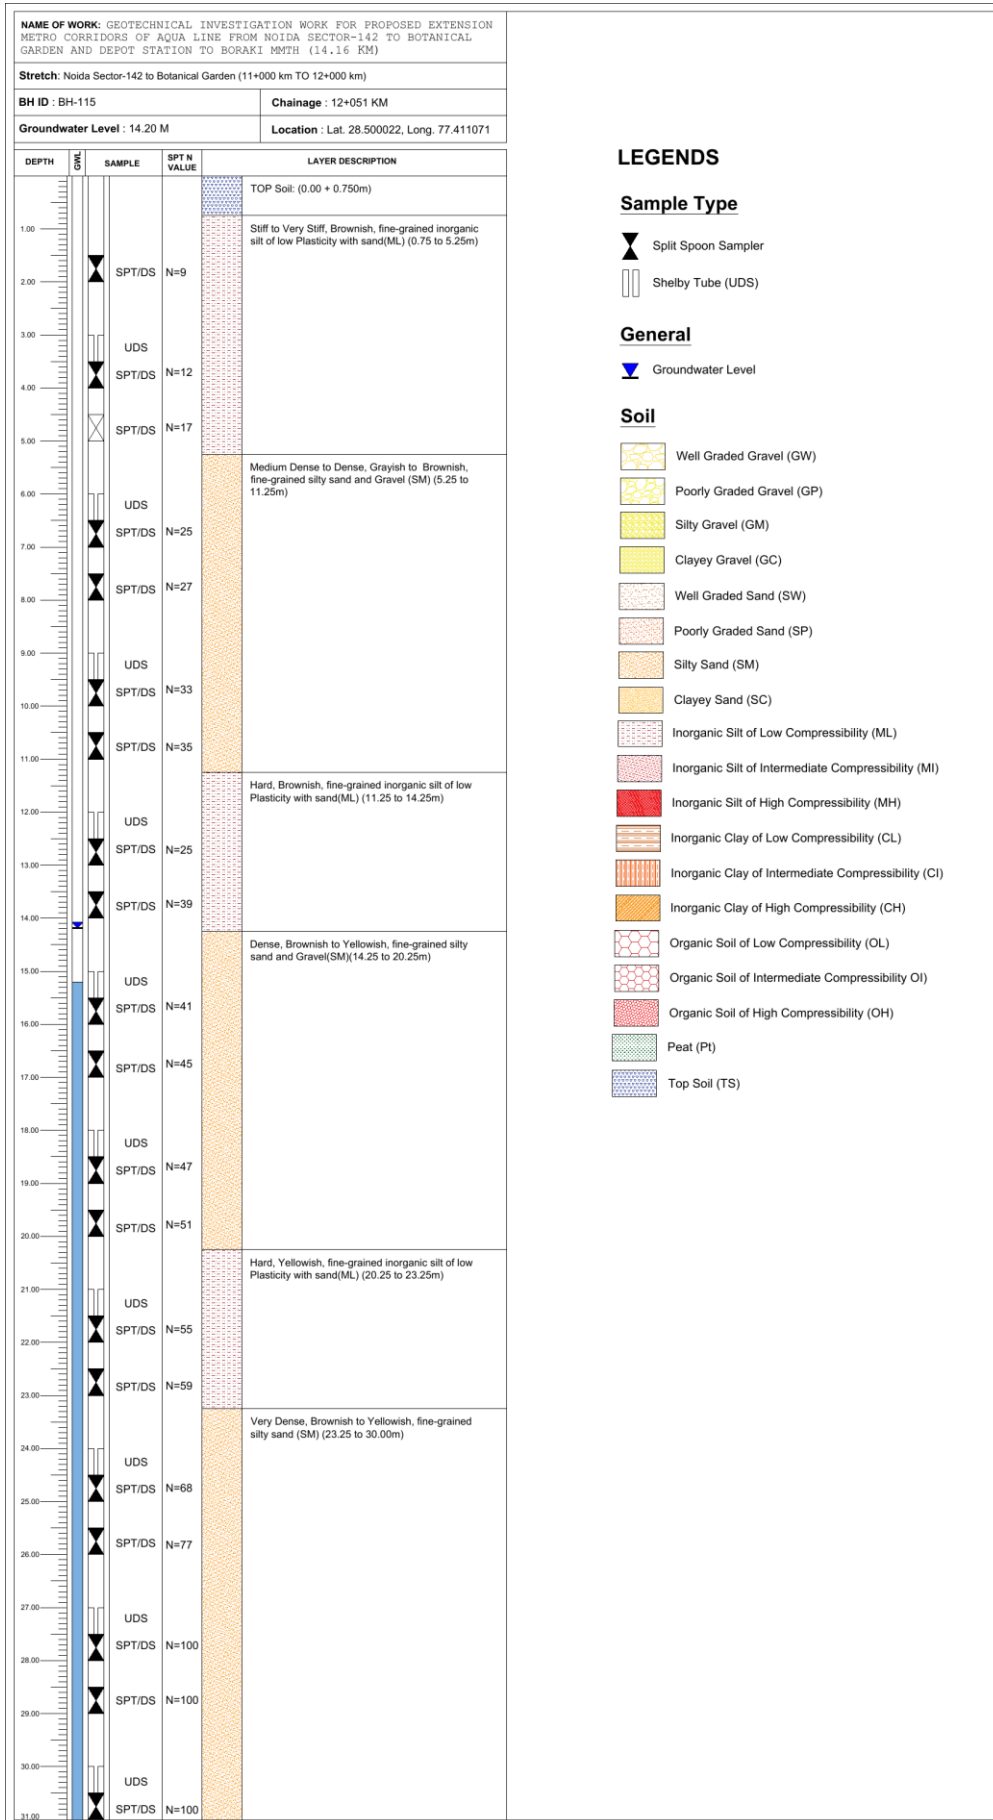 NAME OF WORK: GEOTECHNICAL INVESTIGATION WORK FOR PROPOSED EXTENSION
METRO CORRIDORS OF AQUA LINE FROM NOIDA SECTOR-142 TO BOTANICAL
GARDEN AND DEPOT STATION TO BORAKI MMTH (14.16 KM)
Stretch: Noida Sector-142 to Botanical Garden (11+000 km TO 12+000 km)
BH ID : BH-115
Chainage : 12+051 KM
Groundwater Level : 14.20 M
Location : Lat. 28.500022, Long. 77.411071
DEPTH
GWL
SAMPLE
SPT N
VALUE
LAYER DESCRIPTION
TOP Soil: (0.00 + 0.750m)
Stiff to Very Stiff, Brownish, fine-grained inorganic
silt of low Plasticity with sand(ML) (0.75 to 5.25m)
1.00
SPT/DS N=9
2.00
3.00
UDS
SPT/DS N=12
4.00
SPT/DS N=17
5.00
Medium Dense to Dense, Grayish to Brownish,
fine-grained silty sand and Gravel (SM) (5.25 to
11.25m)
6.00
UDS
SPT/DS N=25
7.00
SPT/DS N=27
8.00
9.00
UDS
SPT/DS N=33
10.00
SPT/DS N=35
11.00
Hard, Brownish, fine-grained inorganic silt of low
Plasticity with sand(ML) (11.25 to 14.25m)
12.00
UDS
SPT/DS N=25
13.00
SPT/DS N=39
14.00
Dense, Brownish to Yellowish, fine-grained silty
sand and Gravel(SM)(14.25 to 20.25m)
15.00
UDS
SPT/DS N=41
16.00
SPT/DS N=45
17.00
18.00
UDS
SPT/DS N=47
19.00
SPT/DS N=51
20.00
Hard, Yellowish, fine-grained inorganic silt of low
Plasticity with sand(ML) (20.25 to 23.25m)
21.00
UDS
SPT/DS N=55
22.00
SPT/DS N=59
23.00
Very Dense, Brownish to Yellowish, fine-grained
silty sand (SM) (23.25 to 30.00m)
24.00
UDS
SPT/DS N=68
25.00
SPT/DS N=77
26.00
27.00
UDS
SPT/DS N=100
28.00
SPT/DS N=100
29.00
30.00
UDS
SPT/DS N=100
31.00
LEGENDS
Sample Type
Split Spoon Sampler
Shelby Tube (UDS)
General
Groundwater Level
Soil
Well Graded Gravel (GW)
Poorly Graded Gravel (GP)
Silty Gravel (GM)
Clayey Gravel (GC)
Well Graded Sand (SW)
Poorly Graded Sand (SP)
Silty Sand (SM)
Clayey Sand (SC)
Inorganic Silt of Low Compressibility (ML)
Inorganic Silt of Intermediate Compressibility (MI)
Inorganic Silt of High Compressibility (MH)
Inorganic Clay of Low Compressibility (CL)
Inorganic Clay of Intermediate Compressibility (CI)
Inorganic Clay of High Compressibility (CH)
Organic Soil of Low Compressibility (OL)
Organic Soil of Intermediate Compressibility OI)
Organic Soil of High Compressibility (OH)
Peat (Pt)
Top Soil (TS)